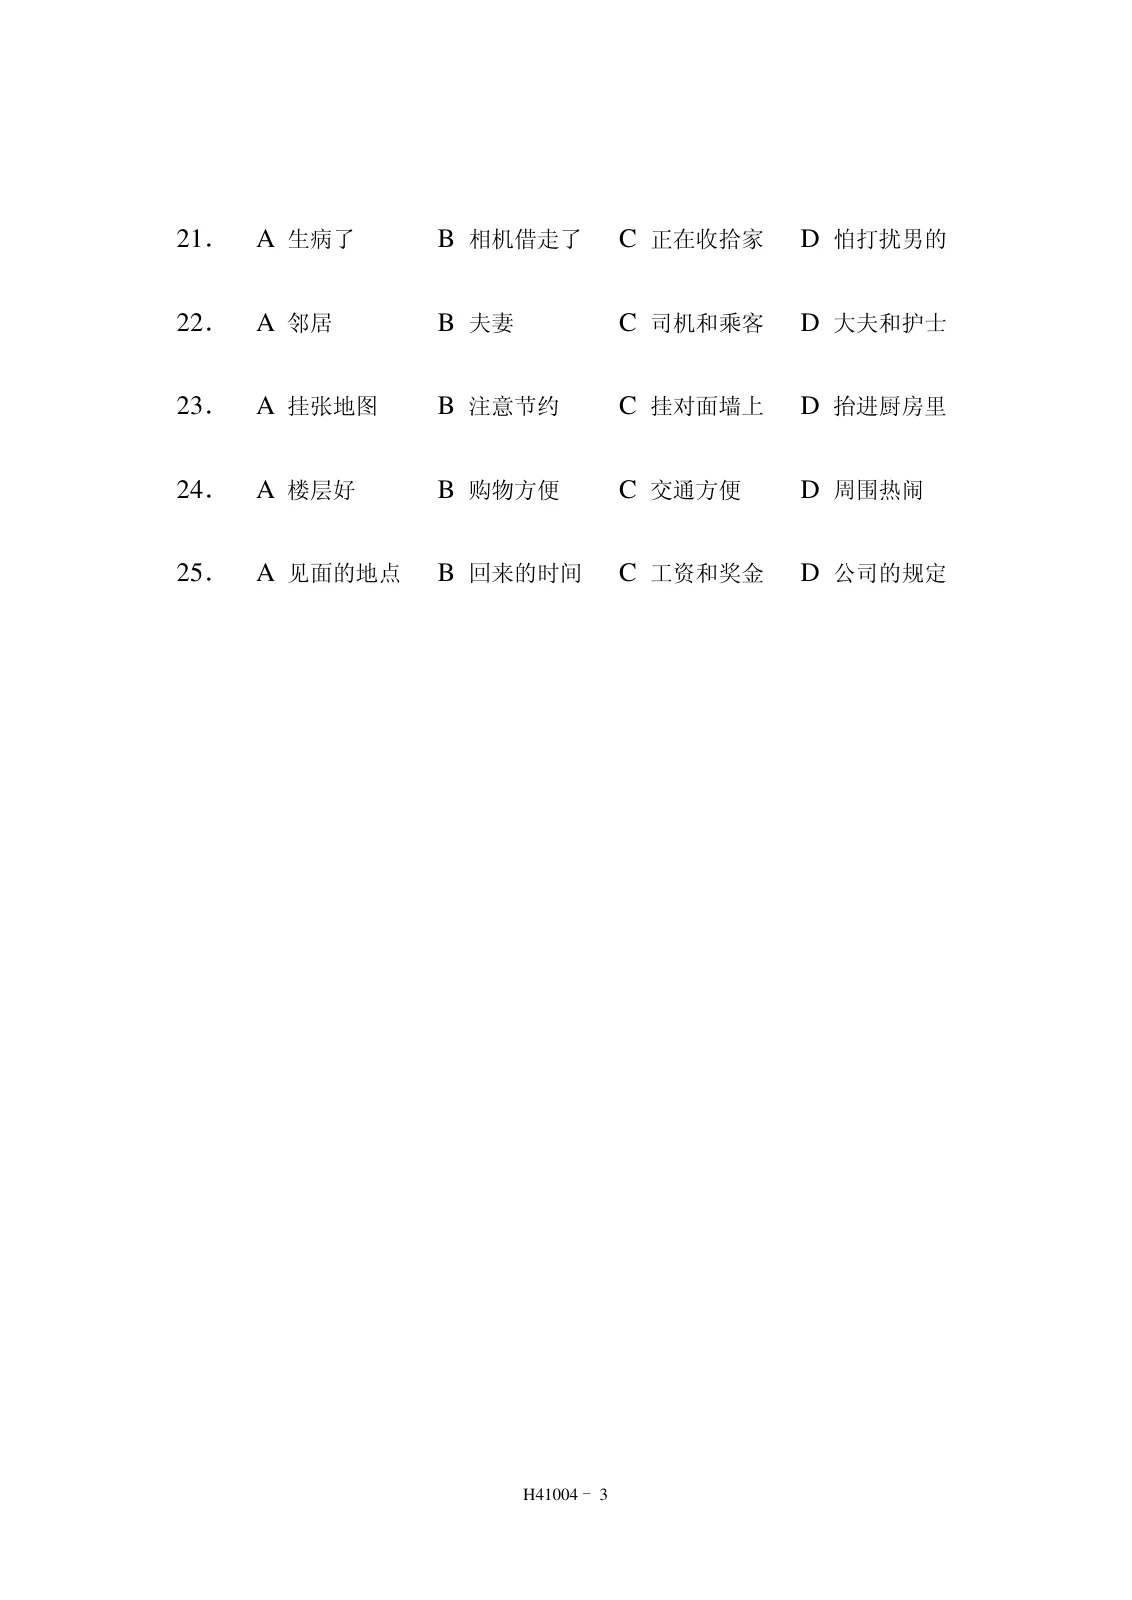 21． A 生病了 B 相机借走了 C 正在收拾家 D 怕打扰男的
22． A 邻居 B 夫妻 C 司机和乘客 D 大夫和护士
23． A 挂张地图 B 注意节约 C 挂对面墙上 D 抬进厨房里
24． A 楼层好 B 购物方便 C 交通方便 D 周围热闹
25． A 见面的地点 B 回来的时间 C 工资和奖金 D 公司的规定
H41004－ 3